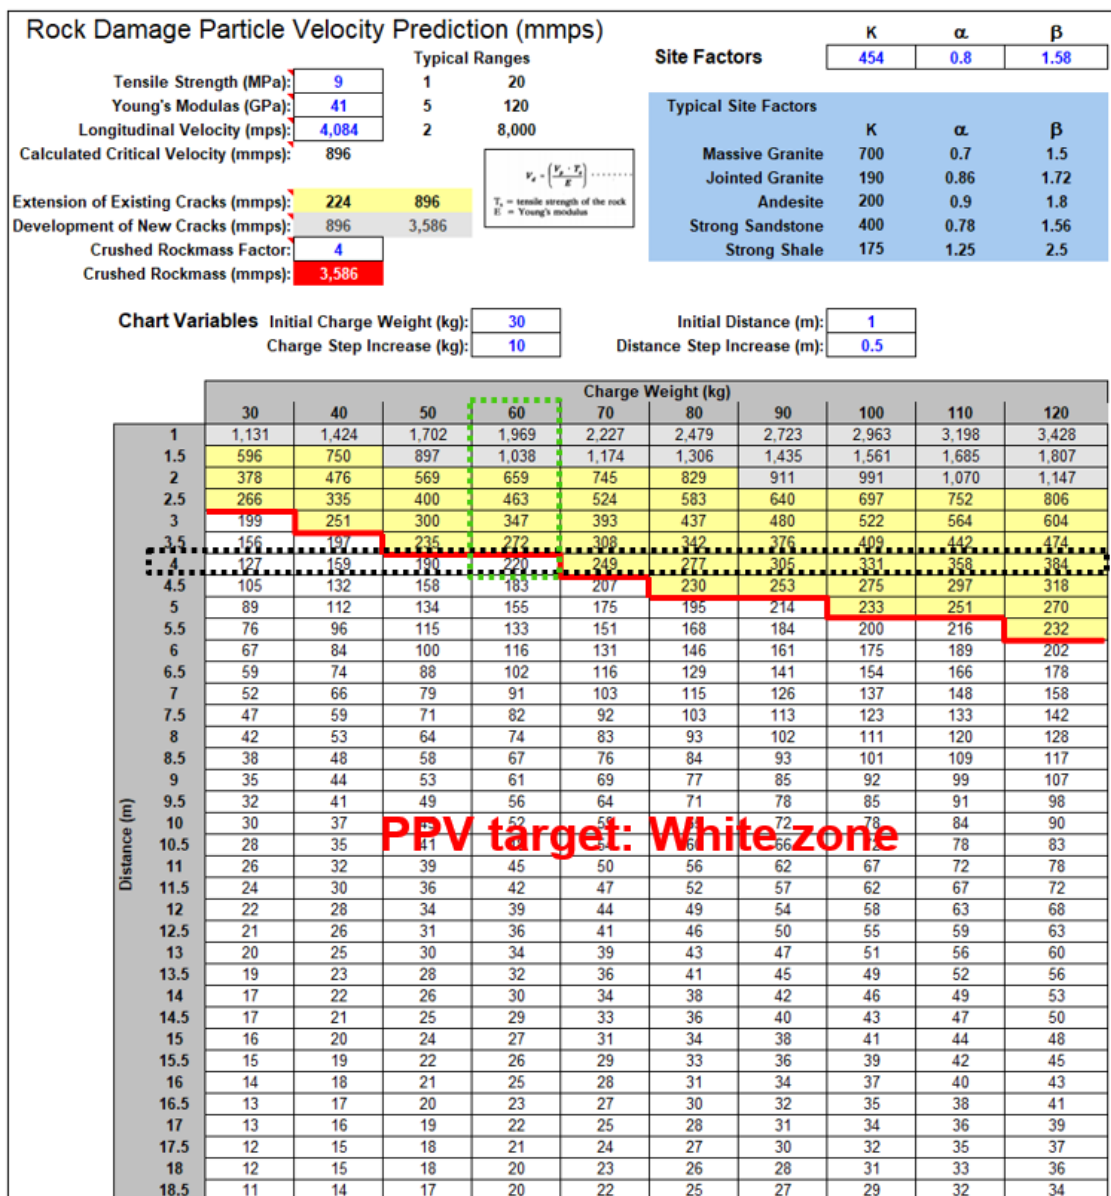 Rock Damage Particle Velocity Prediction (mmps)
K α β
Typical Ranges
Site Factors 454 0.8 1.58
Tensile Strength (MPa): 9 1 20
Young's Modulas (GPa): 41 5 120
Longitudinal Velocity (mps): 4,084 2 8,000
Calculated Critical Velocity (mmps): 896
Typical Site Factors
K α β
Massive Granite 700 0.7 1.5
Jointed Granite 190 0.86 1.72
Andesite 200 0.9 1.8
Strong Sandstone 400 0.78 1.56
Strong Shale 175 1.25 2.5
T = tensile strength of the rock
E = Young's modulus
Extension of Existing Cracks (mmps): 224 896
Development of New Cracks (mmps): 896 3,586
Crushed Rockmass Factor: 4
Crushed Rockmass (mmps): 3,586
Chart Variables Initial Charge Weight (kg): 30 Initial Distance (m): 1
Charge Step Increase (kg): 10 Distance Step Increase (m): 0.5
Charge Weight (kg)
30 40 50 60 70 80 90 100 110 120
Distance (m)
1 1,131 1,424 1,702 1,969 2,227 2,479 2,723 2,963 3,198 3,428
1.5 596 750 897 1,038 1,174 1,306 1,435 1,561 1,685 1,807
2 378 476 569 659 745 829 911 991 1,070 1,147
2.5 266 335 400 463 524 583 640 697 752 806
3 199 251 300 347 393 437 480 522 564 604
3.5 156 197 235 272 308 342 376 409 442 474
4 127 159 190 220 249 277 305 331 358 384
4.5 105 132 158 183 207 230 253 275 297 318
5 89 112 134 155 175 195 214 233 251 270
5.5 76 96 115 133 151 168 184 200 216 232
6 67 84 100 116 131 146 161 175 189 202
6.5 59 74 88 102 116 129 141 154 166 178
7 52 66 79 91 103 115 126 137 148 158
7.5 47 59 71 82 92 103 113 123 133 142
8 42 53 64 74 83 93 102 111 120 128
8.5 38 48 58 67 76 84 93 101 109 117
9 35 44 53 61 69 77 85 92 99 107
9.5 32 41 49 56 64 71 78 85 91 98
10 30 37 52 72 78 84 90
PPV target: White zone
10.5 28 35 41 66 78 83
11 26 32 39 45 50 56 62 67 72 78
11.5 24 30 36 42 47 52 57 62 67 72
12 22 28 34 39 44 49 54 58 63 68
12.5 21 26 31 36 41 46 50 55 59 63
13 20 25 30 34 39 43 47 51 56 60
13.5 19 23 28 32 36 41 45 49 52 56
14 17 22 26 30 34 38 42 46 49 53
14.5 17 21 25 29 33 36 40 43 47 50
15 16 20 24 27 31 34 38 41 44 48
15.5 15 19 22 26 29 33 36 39 42 45
16 14 18 21 25 28 31 34 37 40 43
16.5 13 17 20 23 27 30 32 35 38 41
17 13 16 19 22 25 28 31 34 36 39
17.5 12 15 18 21 24 27 30 32 35 37
18 12 15 18 20 23 26 28 31 33 36
18.5 11 14 17 20 22 25 27 29 32 34